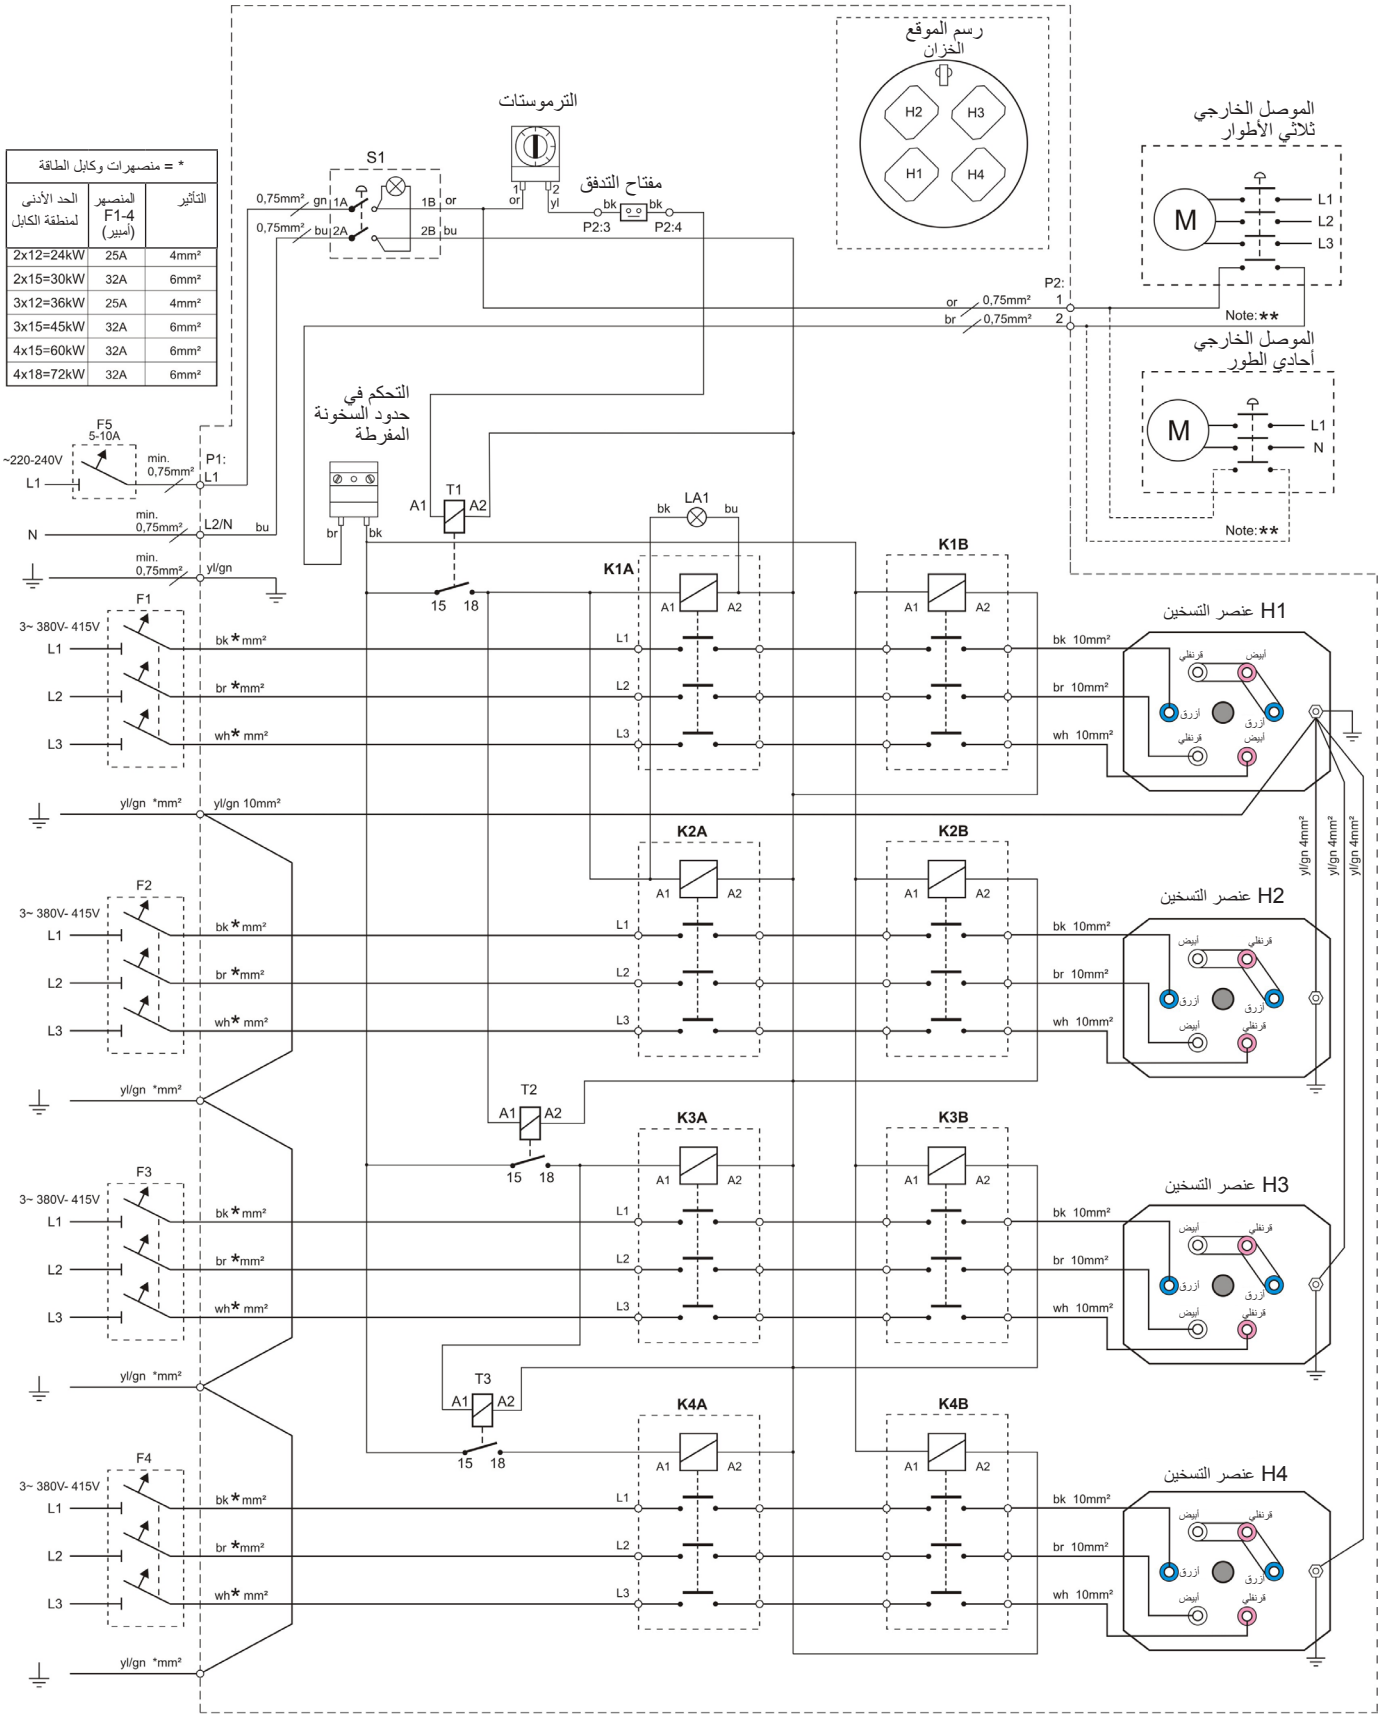 رسم الموقع
الخزان
H2
H3
H1
H4
الموصل الخارجي
ثلاثي الأطوار
M
L1
L2
L3
Note:**
الموصل الخارجي
أحادي الطور
M
L1
N
Note:**
* = منصهرات وكابل الطاقة
الحد الأدنى لمنطقة الكابل	المنصهر F1-4 (أمبير)	التأثير
2x12=24kW 25A 4mm²
2x15=30kW 32A 6mm²
3x12=36kW 25A 4mm²
3x15=45kW 32A 6mm²
4x15=60kW 32A 6mm²
4x18=72kW 32A 6mm²
الترموستات
1 2
or yl
مفتاح التدفق
bk bk
P2:3 P2:4
S1
0,75mm² gn 1A 1B or
0,75mm² bu 2A 2B bu
P2:
or 0,75mm² 1
br 0,75mm² 2
التحكم في
حدود السخونة
المفرطة
br bk
F5
5-10A
~220-240V
L1
min.
0,75mm²
P1:
L1
N
min.
0,75mm²
L2/N bu
min.
0,75mm²
yl/gn
T1
A1 A2
15 18
LA1
bk bu
K1A
A1 A2
K1B
A1 A2
F1
3~ 380V- 415V
L1 bk*mm² L1 bk 10mm²
L2 br*mm² L2 br 10mm²
L3 wh*mm² L3 wh 10mm²
عنصر التسخين H1
قرنفلي أبيض
أزرق أزرق
قرنفلي أبيض
yl/gn *mm² yl/gn 10mm²
yl/gn 4mm²
yl/gn 4mm²
yl/gn 4mm²
K2A
A1 A2
K2B
A1 A2
F2
3~ 380V- 415V
L1 bk*mm² L1 bk 10mm²
L2 br*mm² L2 br 10mm²
L3 wh*mm² L3 wh 10mm²
عنصر التسخين H2
أبيض قرنفلي
أزرق أزرق
أبيض قرنفلي
yl/gn *mm²
T2
A1 A2
15 18
K3A
A1 A2
K3B
A1 A2
F3
3~ 380V- 415V
L1 bk*mm² L1 bk 10mm²
L2 br*mm² L2 br 10mm²
L3 wh*mm² L3 wh 10mm²
عنصر التسخين H3
أبيض قرنفلي
أزرق أزرق
أبيض قرنفلي
yl/gn *mm²
T3
A1 A2
15 18
K4A
A1 A2
K4B
A1 A2
F4
3~ 380V- 415V
L1 bk*mm² L1 bk 10mm²
L2 br*mm² L2 br 10mm²
L3 wh*mm² L3 wh 10mm²
عنصر التسخين H4
أبيض قرنفلي
أزرق أزرق
أبيض قرنفلي
yl/gn *mm²